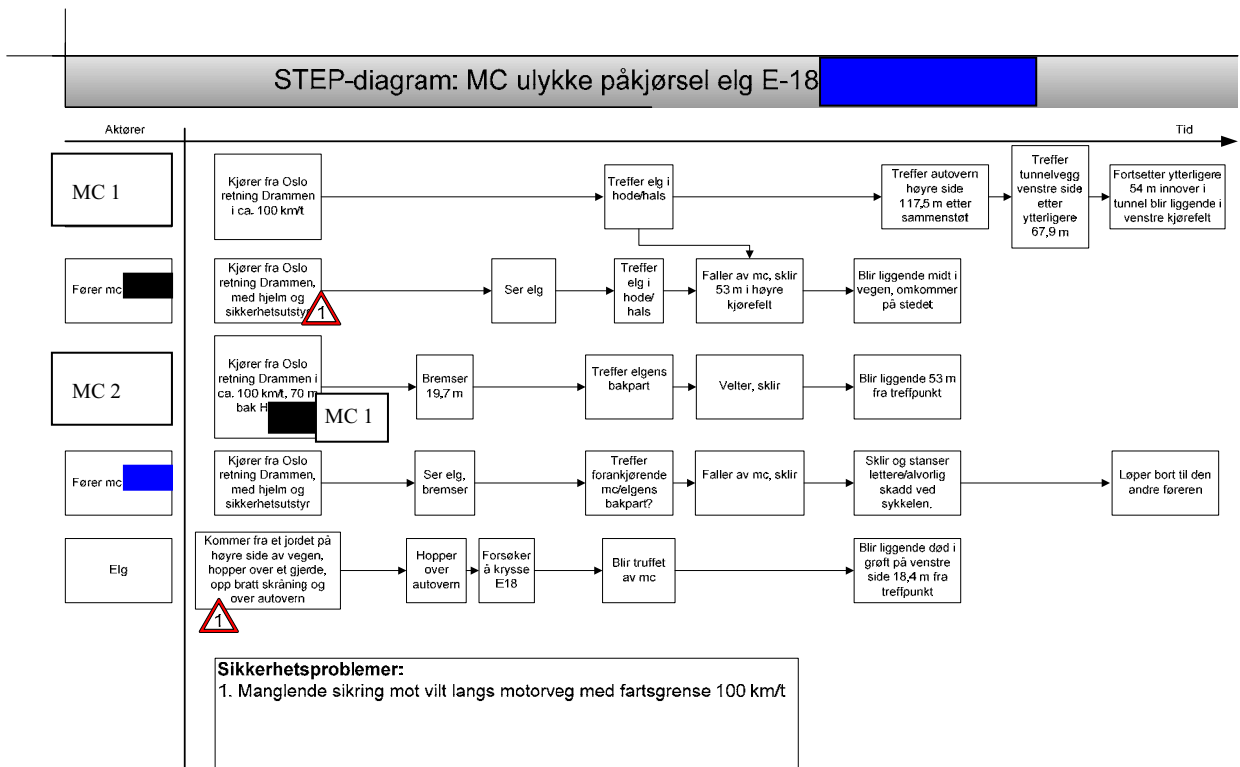 STEP-diagram: MC ulykke påkjørsel elg E-18
Aktører
Tid
MC 1
Kjører fra Oslo
retning Drammen
i ca. 100 km/t
Treffer elg i
hode/hals
Treffer autovern
høyre side
117,5 m etter
sammenstøt
Treffer
tunnelvegg
venstre side
etter
ytterligere
67,9 m
Fortsetter ytterligere
54 m innover i
tunnel blir liggende i
venstre kjørefelt
Fører mc
Kjører fra Oslo
retning Drammen,
med hjelm og
sikkerhetsutstyr
1
Ser elg
Treffer
elg i
hode/
hals
Faller av mc, sklir
53 m i høyre
kjørefelt
Blir liggende midt i
vegen, omkommer
på stedet
MC 2
Kjører fra Oslo
retning Drammen i
ca. 100 km/t, 70 m
bak H
MC 1
Bremser
19,7 m
Treffer elgens
bakpart
Velter, sklir
Blir liggende 53 m
fra treffpunkt
Fører mc
Kjører fra Oslo
retning Drammen,
med hjelm og
sikkerhetsutstyr
Ser elg,
bremser
Treffer
forankjørende
mc/elgens
bakpart?
Faller av mc, sklir
Sklir og stanser
lettere/alvorlig
skadd ved
sykkelen.
Løper bort til den
andre føreren
Elg
Kommer fra et jordet på
høyre side av vegen,
hopper over et gjerde,
opp bratt skråning og
over autovern
1
Hopper
over
autovern
Forsøker
å krysse
E18
Blir truffet
av mc
Blir liggende død i
grøft på venstre
side 18,4 m fra
treffpunkt
Sikkerhetsproblemer:
1. Manglende sikring mot vilt langs motorveg med fartsgrense 100 km/t